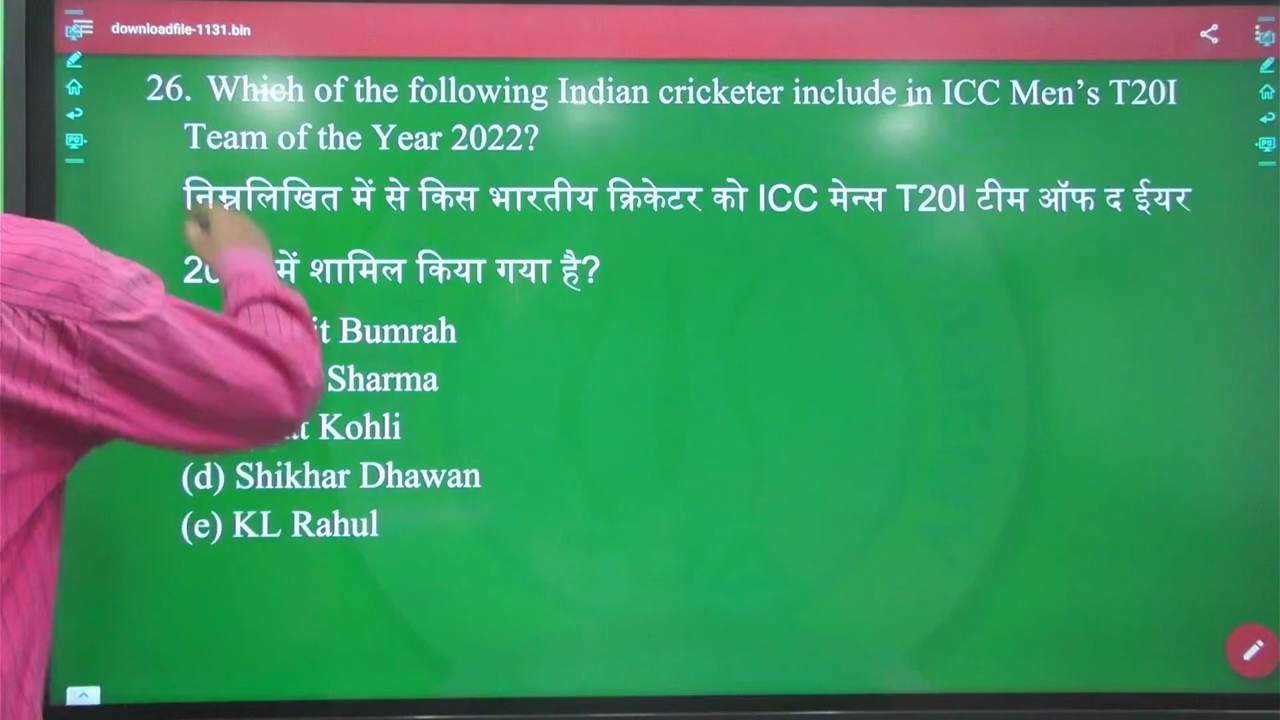 downloadfile-1131.bin
26. Which of the following Indian cricketer include in ICC Men's T20I
Team of the Year 2022?
निम्नलिखित में से किस भारतीय क्रिकेटर को ICC मेन्स T20I टीम ऑफ द ईयर
में शामिल किया गया है?
Bumrah
Sharma
Kohli
(d) Shikhar Dhawan
(e) KL Rahul